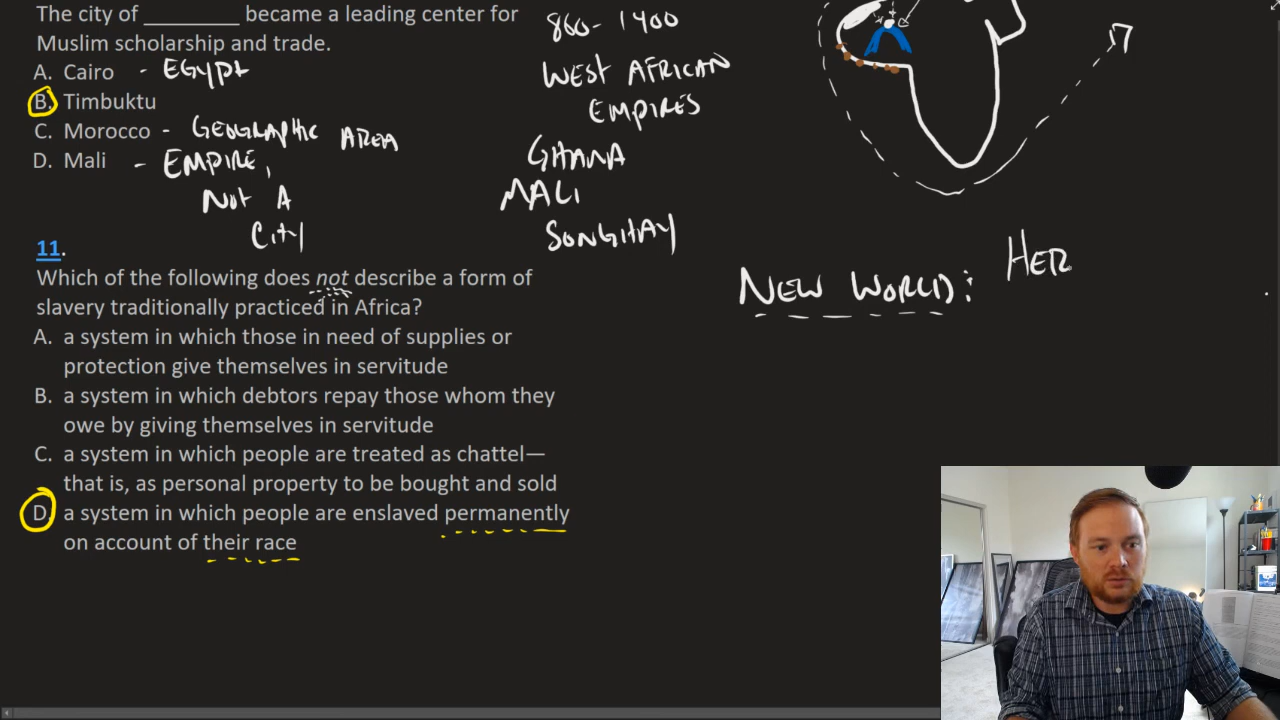 The city of ________ became a leading center for
Muslim scholarship and trade.
A. Cairo - EGYPT
B. Timbuktu
C. Morocco - GEOGRAPHIC AREA
D. Mali - EMPIRE,
NOT A
CITY
800-1400
WEST AFRICAN
EMPIRES
GHANA
MALI
SONGHAY
11.
Which of the following does not describe a form of
slavery traditionally practiced in Africa?
A. a system in which those in need of supplies or
protection give themselves in servitude
B. a system in which debtors repay those whom they
owe by giving themselves in servitude
C. a system in which people are treated as chattel—
that is, as personal property to be bought and sold
D. a system in which people are enslaved permanently
on account of their race
NEW WORLD: HER